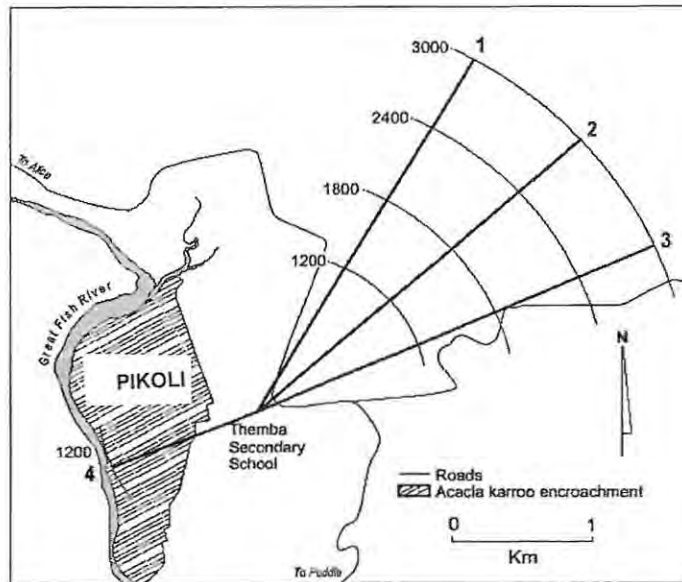 3000
1
2400
2
1800
3
1200
To Alice
Great Fish River
PIKOLI
N
1200
4
Themba
Secondary
School
Roads
Acacia karroo encroachment
0 1
Km
To Peddie